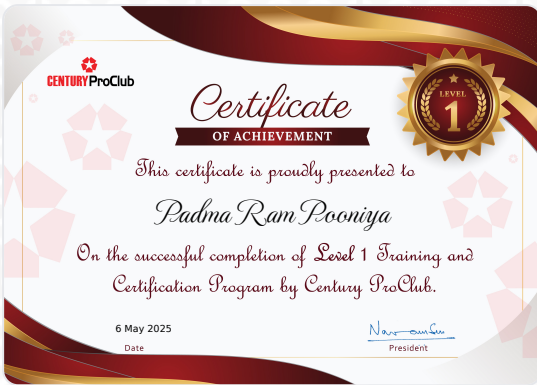 CENTURY ProClub
LEVEL
1
Certificate
OF ACHIEVEMENT
This certificate is proudly presented to
Padma Ram Pooniya
On the successful completion of Level 1 Training and
Certification Program by Century ProClub.
6 May 2025
Date
President